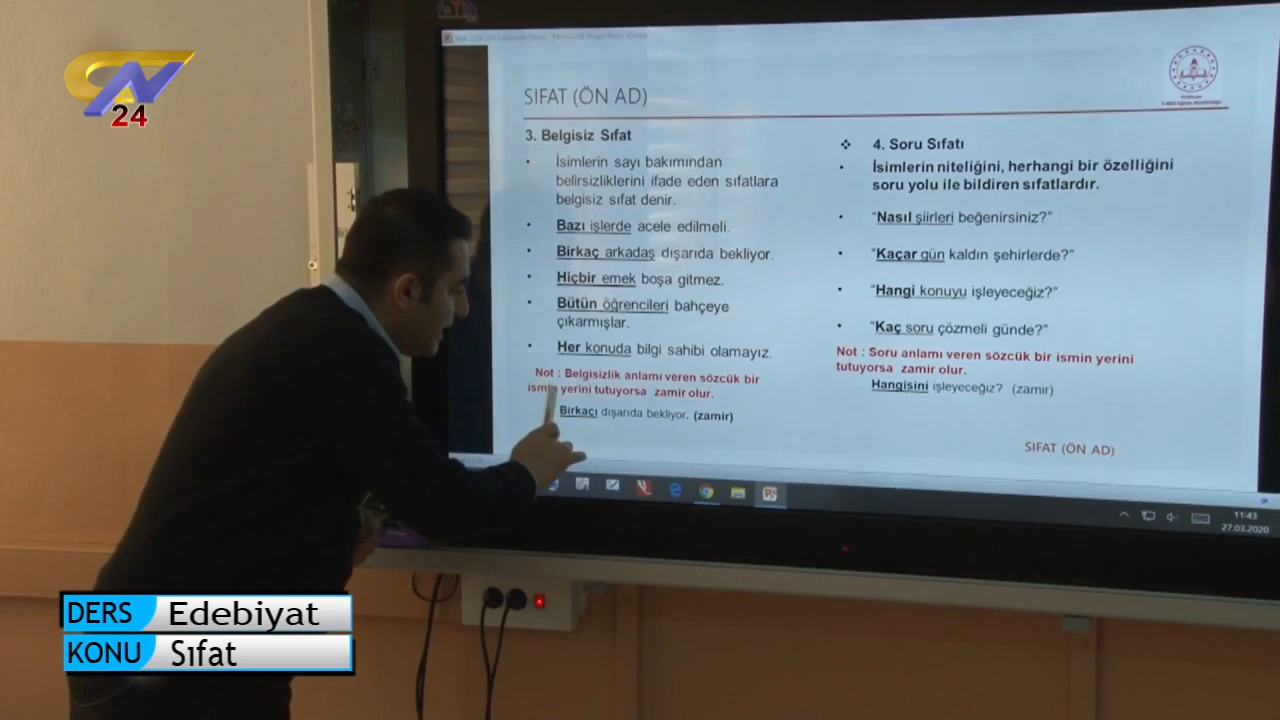 24
SIFAT (ÖN AD)
3. Belgisiz Sıfat
• İsimlerin sayı bakımından
belirsizliklerini ifade eden sıfatlara
belgisiz sıfat denir.
• Bazı işlerde acele edilmeli.
• Birkaç arkadaş dışarıda bekliyor.
• Hiçbir emek boşa gitmez.
• Bütün öğrencileri bahçeye
çıkarmışlar.
• Her konuda bilgi sahibi olamayız.
Not : Belgisizlik anlamı veren sözcük bir
ismin yerini tutuyorsa zamir olur.
Birkaçı dışarıda bekliyor. (zamir)
❖ 4. Soru Sıfatı
• İsimlerin niteliğini, herhangi bir özelliğini
soru yolu ile bildiren sıfatlardır.
• "Nasıl şiirleri beğenirsiniz?"
• "Kaçar gün kaldın şehirlerde?"
• "Hangi konuyu işleyeceğiz?"
• "Kaç soru çözmeli günde?"
Not : Soru anlamı veren sözcük bir ismin yerini
tutuyorsa zamir olur.
Hangisini işleyeceğiz? (zamir)
SIFAT (ÖN AD)
11:43
27.03.2020
DERS Edebiyat
KONU Sıfat